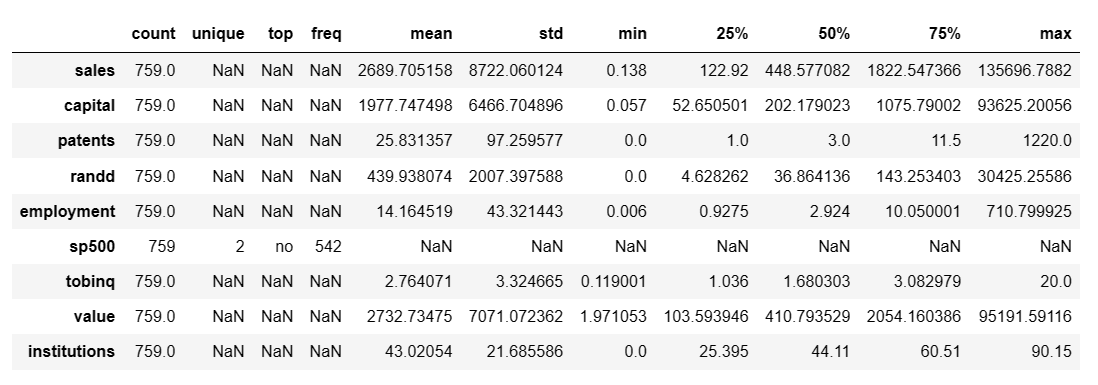 count unique top freq mean std min 25% 50% 75% max
sales 759.0 NaN NaN NaN 2689.705158 8722.060124 0.138 122.92 448.577082 1822.547366 135696.7882
capital 759.0 NaN NaN NaN 1977.747498 6466.704896 0.057 52.650501 202.179023 1075.79002 93625.20056
patents 759.0 NaN NaN NaN 25.831357 97.259577 0.0 1.0 3.0 11.5 1220.0
randd 759.0 NaN NaN NaN 439.938074 2007.397588 0.0 4.628262 36.864136 143.253403 30425.25586
employment 759.0 NaN NaN NaN 14.164519 43.321443 0.006 0.9275 2.924 10.050001 710.799925
sp500 759 2 no 542 NaN NaN NaN NaN NaN NaN NaN
tobinq 759.0 NaN NaN NaN 2.764071 3.324665 0.119001 1.036 1.680303 3.082979 20.0
value 759.0 NaN NaN NaN 2732.73475 7071.072362 1.971053 103.593946 410.793529 2054.160386 95191.59116
institutions 759.0 NaN NaN NaN 43.02054 21.685586 0.0 25.395 44.11 60.51 90.15